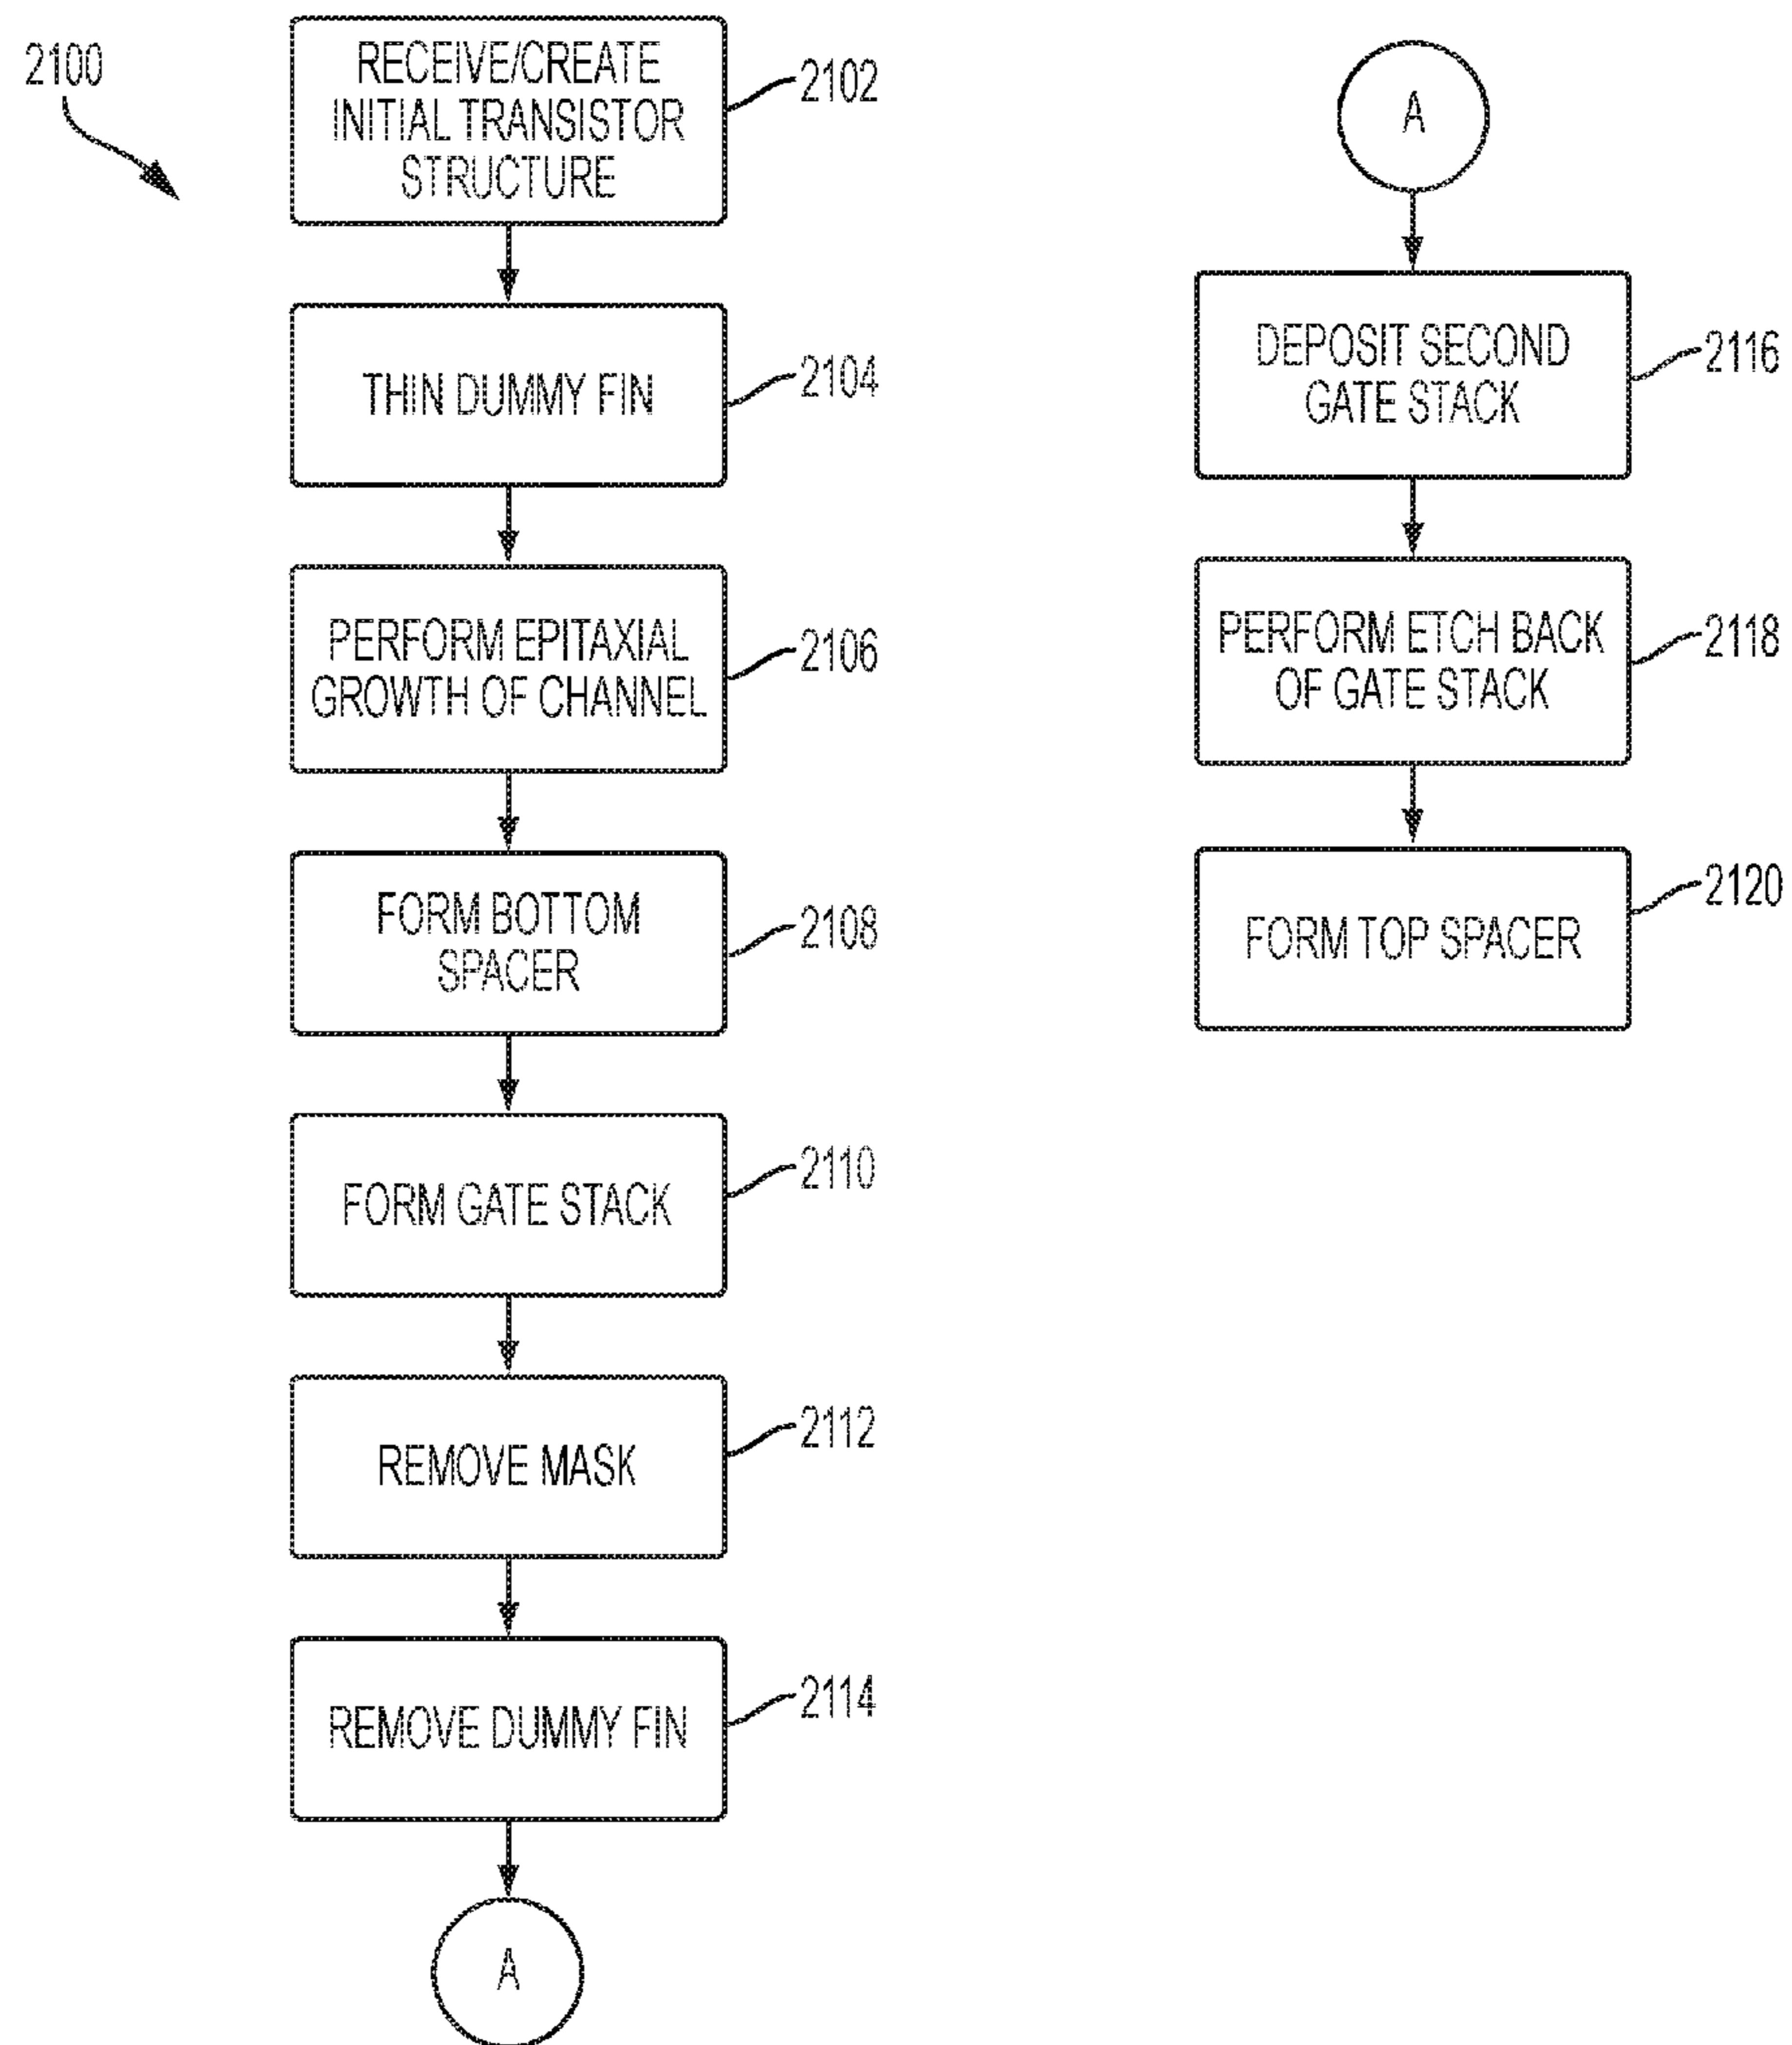 2100
RECEIVE/CREATE
INITIAL TRANSISTOR
STRUCTURE
2102
THIN DUMMY FIN
2104
PERFORM EPITAXIAL
GROWTH OF CHANNEL
2106
FORM BOTTOM
SPACER
2108
FORM GATE STACK
2110
REMOVE MASK
2112
REMOVE DUMMY FIN
2114
A
A
DEPOSIT SECOND
GATE STACK
2116
PERFORM ETCH BACK
OF GATE STACK
2118
FORM TOP SPACER
2120